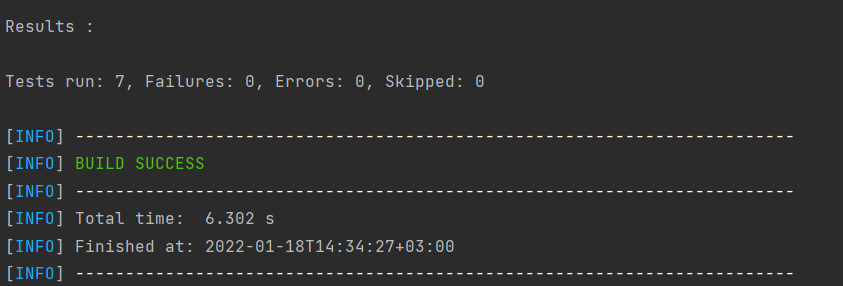 Results :
Tests run: 7, Failures: 0, Errors: 0, Skipped: 0
[INFO] ------------------------------------------------------------------------
[INFO] BUILD SUCCESS
[INFO] ------------------------------------------------------------------------
[INFO] Total time:  6.302 s
[INFO] Finished at: 2022-01-18T14:34:27+03:00
[INFO] ------------------------------------------------------------------------